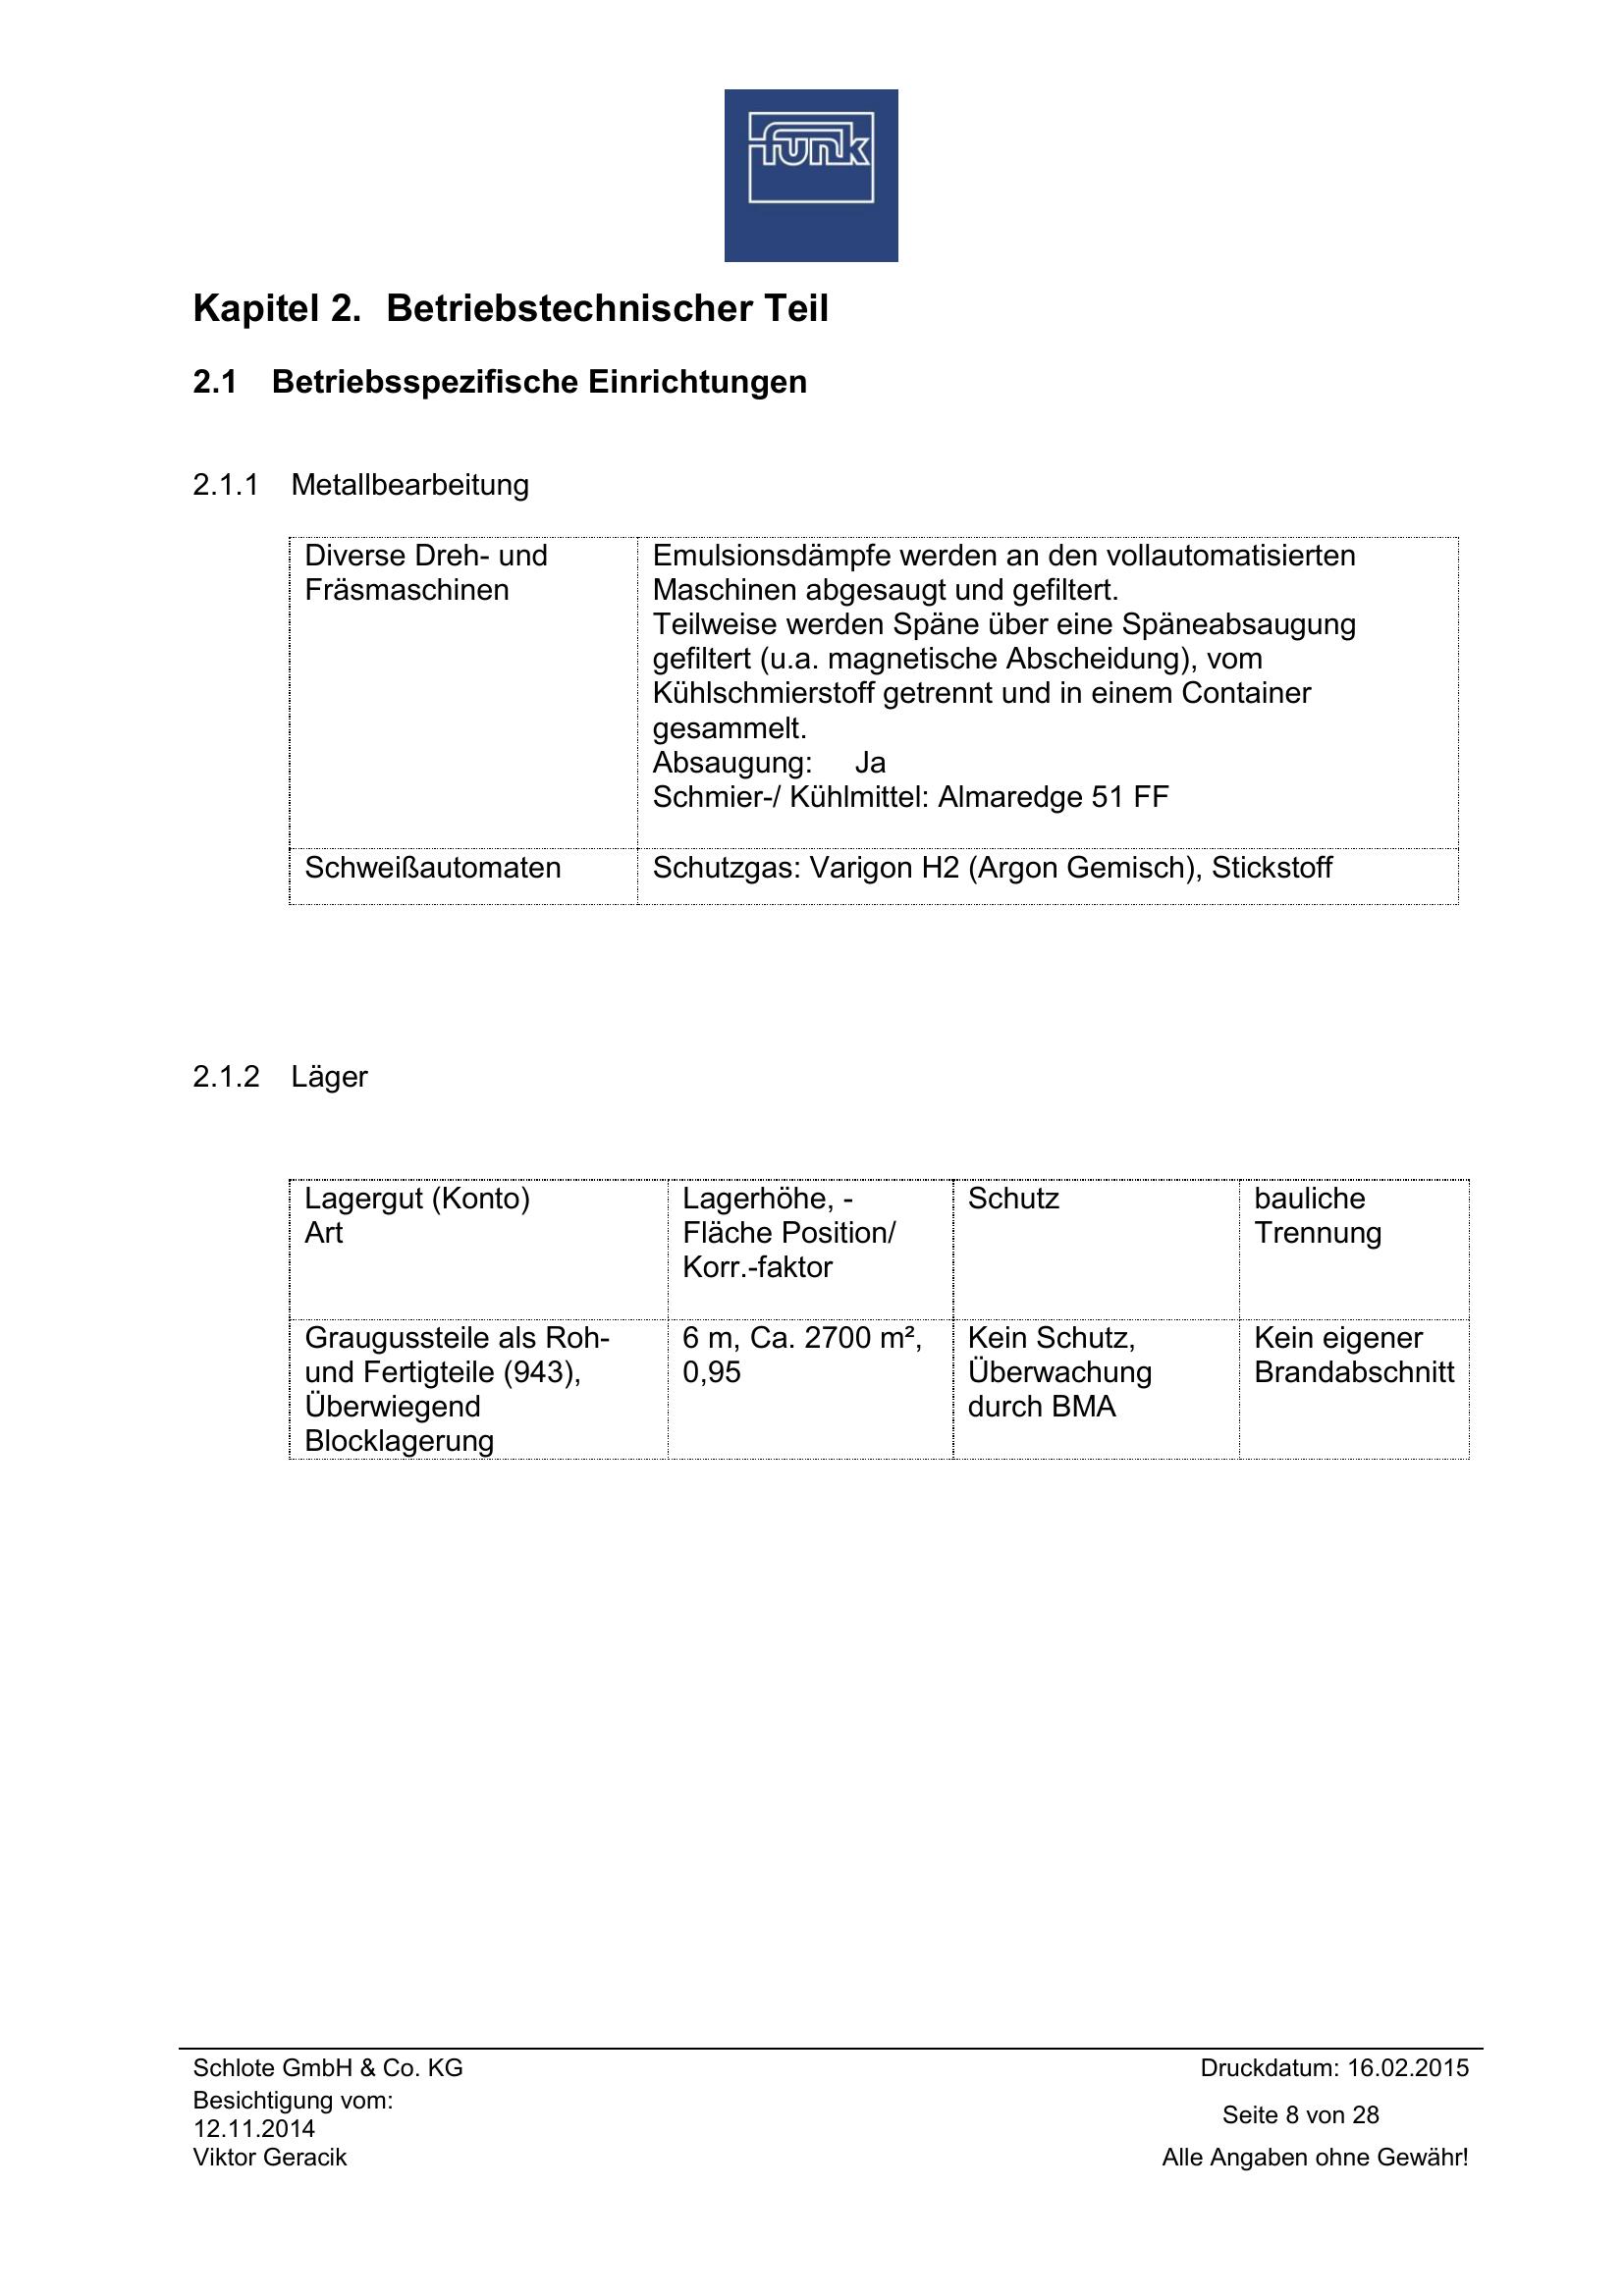 funk
Kapitel 2. Betriebstechnischer Teil
2.1 Betriebsspezifische Einrichtungen
2.1.1 Metallbearbeitung
Diverse Dreh- und
Fräsmaschinen
Emulsionsdämpfe werden an den vollautomatisierten
Maschinen abgesaugt und gefiltert.
Teilweise werden Späne über eine Späneabsaugung
gefiltert (u.a. magnetische Abscheidung), vom
Kühlschmierstoff getrennt und in einem Container
gesammelt.
Absaugung: Ja
Schmier-/ Kühlmittel: Almaredge 51 FF
Schweißautomaten
Schutzgas: Varigon H2 (Argon Gemisch), Stickstoff
2.1.2 Läger
Lagergut (Konto)
Art
Lagerhöhe, -
Fläche Position/
Korr.-faktor
Schutz
bauliche
Trennung
Graugussteile als Roh-
und Fertigteile (943),
Überwiegend
Blocklagerung
6 m, Ca. 2700 m²,
0,95
Kein Schutz,
Überwachung
durch BMA
Kein eigener
Brandabschnitt
Schlote GmbH & Co. KG
Besichtigung vom:
12.11.2014
Viktor Geracik
Druckdatum: 16.02.2015
Seite 8 von 28
Alle Angaben ohne Gewähr!